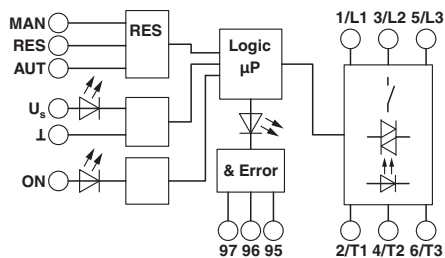 MAN
RES
AUT
RES
Us
⊥
ON
Logic
µP
& Error
97 96 95
1/L1 3/L2 5/L3
2/T1 4/T2 6/T3